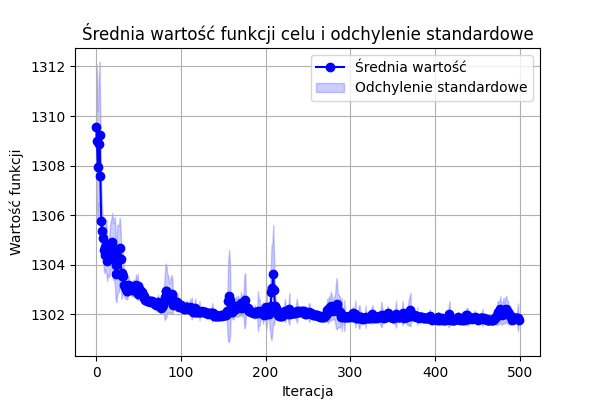 Średnia wartość funkcji celu i odchylenie standardowe
Średnia wartość
Odchylenie standardowe
Wartość funkcji
1312
1310
1308
1306
1304
1302
0 100 200 300 400 500
Iteracja